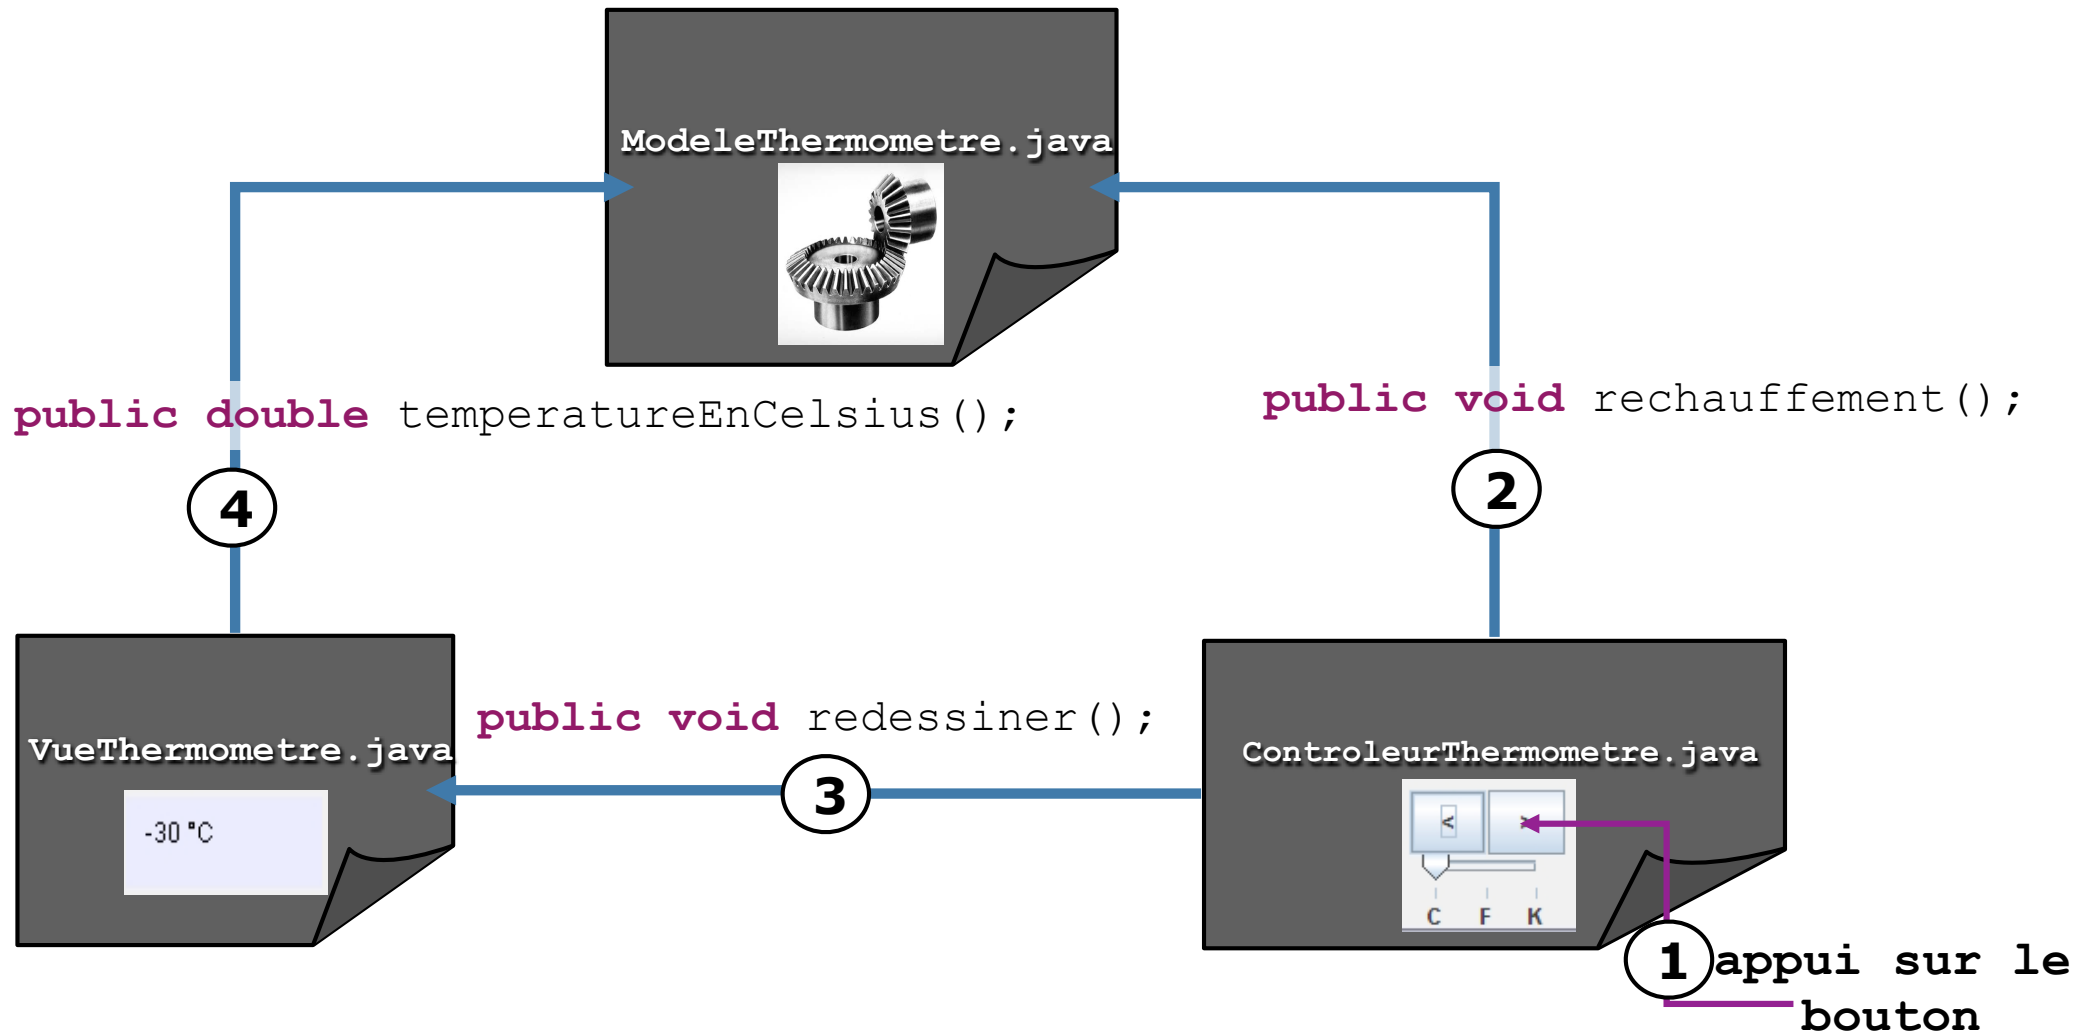 ModeleThermometre.java
public double temperatureEnCelsius();
public void rechauffement();
4
2
public void redessiner();
VueThermometre.java
ControleurThermometre.java
3
-30 °C
< >
C F K
1 appui sur le
bouton